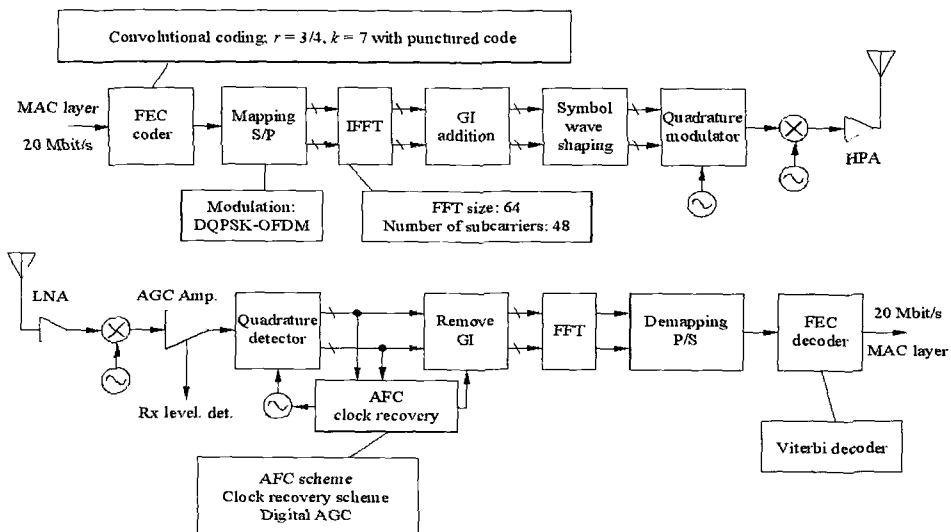 Convolutional coding; r = 3/4, k = 7 with punctured code
MAC layer
20 Mbit/s
FEC
coder
Mapping
S/P
IFFT
GI
addition
Symbol
wave
shaping
Quadrature
modulator
HPA
Modulation:
DQPSK-OFDM
FFT size: 64
Number of subcarriers: 48
LNA
AGC Amp.
Quadrature
detector
Remove
GI
FFT
Demapping
P/S
FEC
decoder
20 Mbit/s
MAC layer
Rx level. det.
AFC
clock recovery
Viterbi decoder
AFC scheme
Clock recovery scheme
Digital AGC